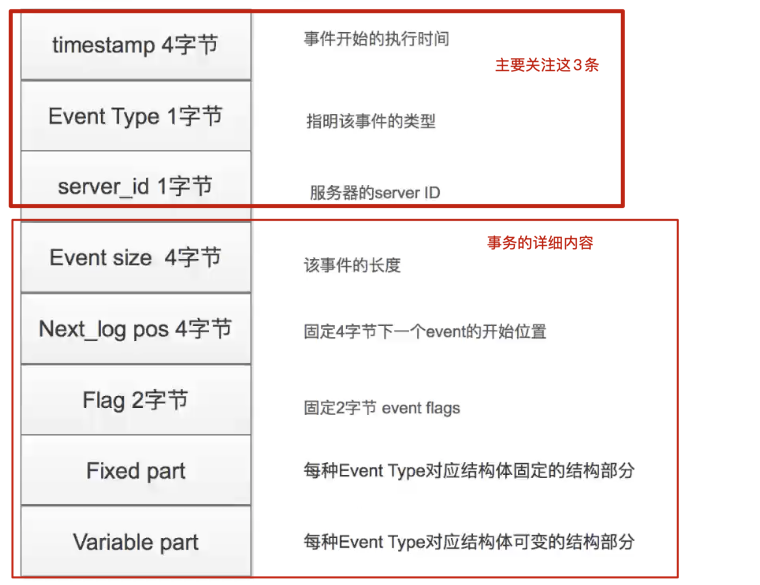 timestamp 4字节
事件开始的执行时间
主要关注这3条
Event Type 1字节
指明该事件的类型
server_id 1字节
服务器的server ID
事务的详细内容
Event size 4字节
该事件的长度
Next_log pos 4字节
固定4字节下一个event的开始位置
Flag 2字节
固定2字节 event flags
Fixed part
每种Event Type对应结构体固定的结构部分
Variable part
每种Event Type对应结构体可变的结构部分